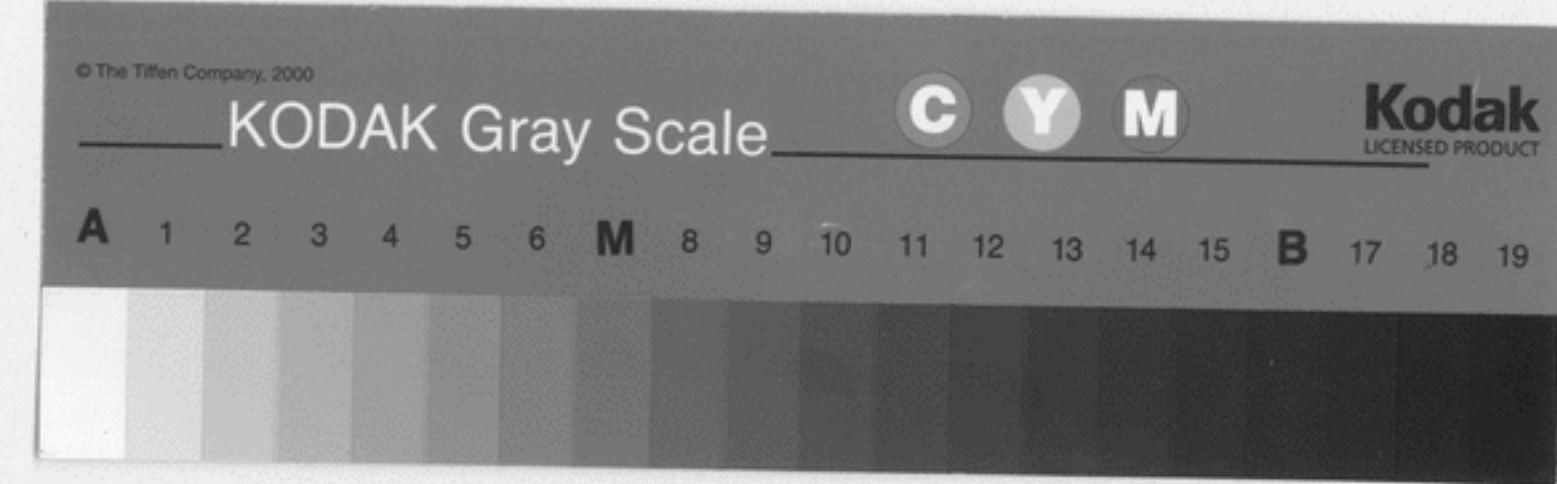 © The Tiffen Company, 2000
KODAK Gray Scale
C Y M
Kodak
LICENSED PRODUCT
A 1 2 3 4 5 6 M 8 9 10 11 12 13 14 15 B 17 18 19